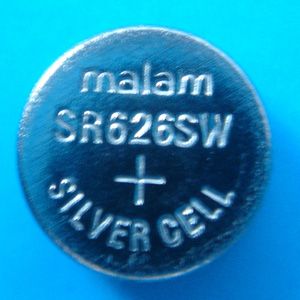 malam
SR626SW
+
SILVER CELL